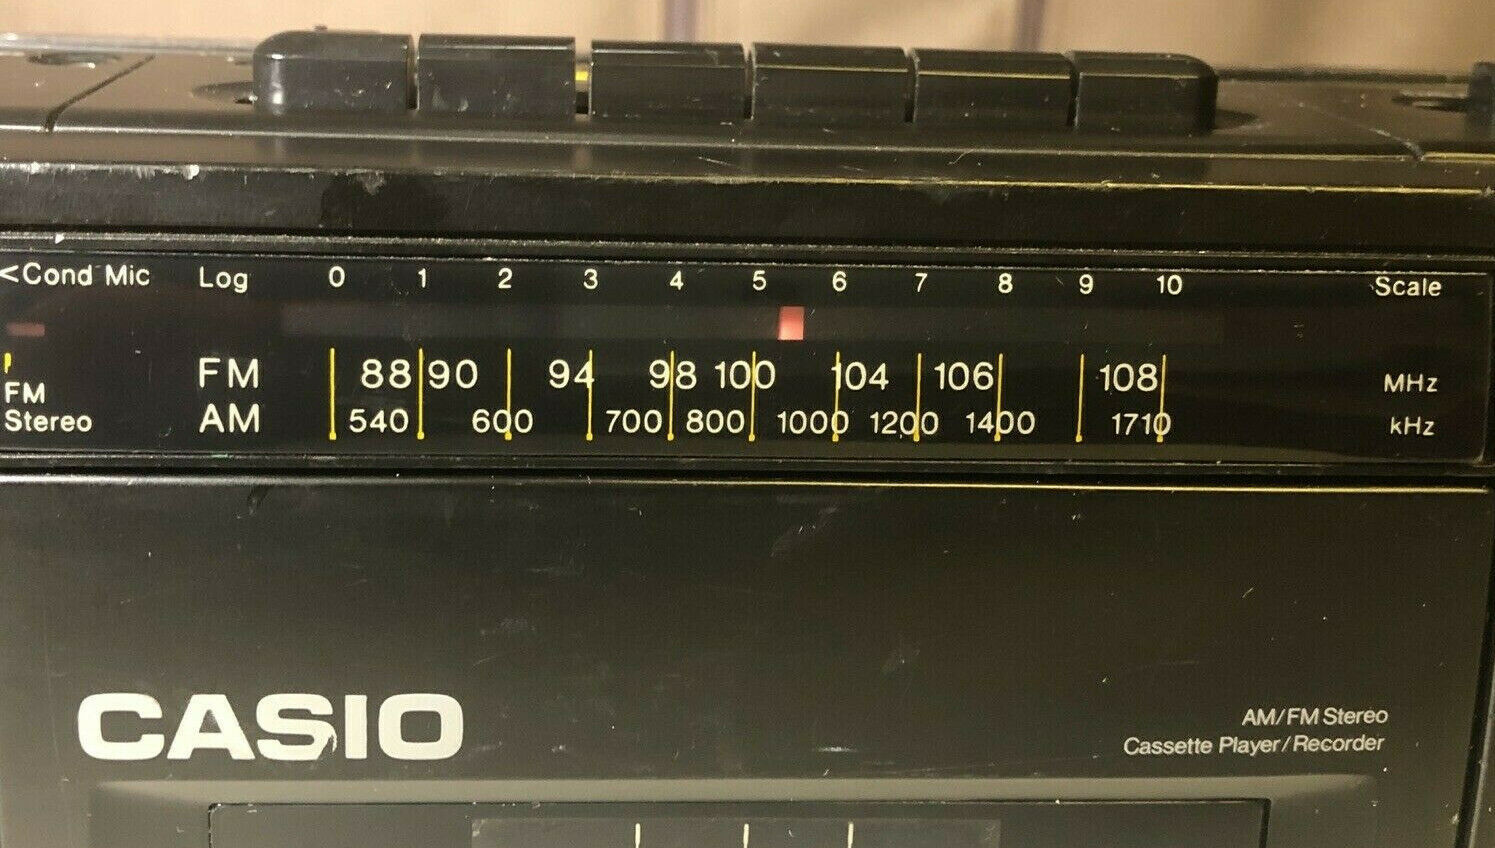 <Cond Mic Log 0 1 2 3 4 5 6 7 8 9 10 Scale
FM 88 90 94 98 100 104 106 108 MHz
FM
Stereo AM 540 600 700 800 1000 1200 1400 1710 kHz
CASIO
AM/FM Stereo
Cassette Player/Recorder